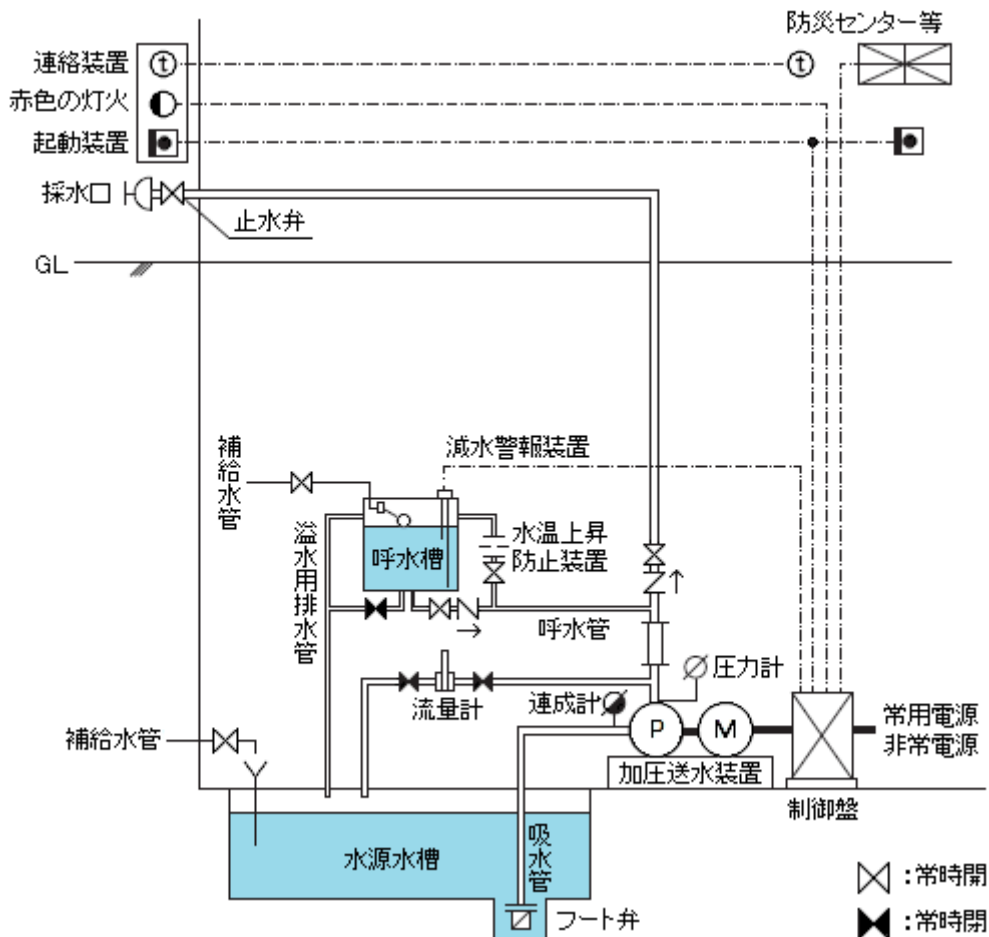 防災センター等
連絡装置
t
t
赤色の灯火
起動装置
採水口
止水弁
GL
補給水管
減水警報装置
溢水用排水管
呼水槽
水温上昇
防止装置
呼水管
流量計
連成計
圧力計
P
M
常用電源
非常電源
補給水管
加圧送水装置
制御盤
水源水槽
吸水管
フート弁
:常時開
:常時閉